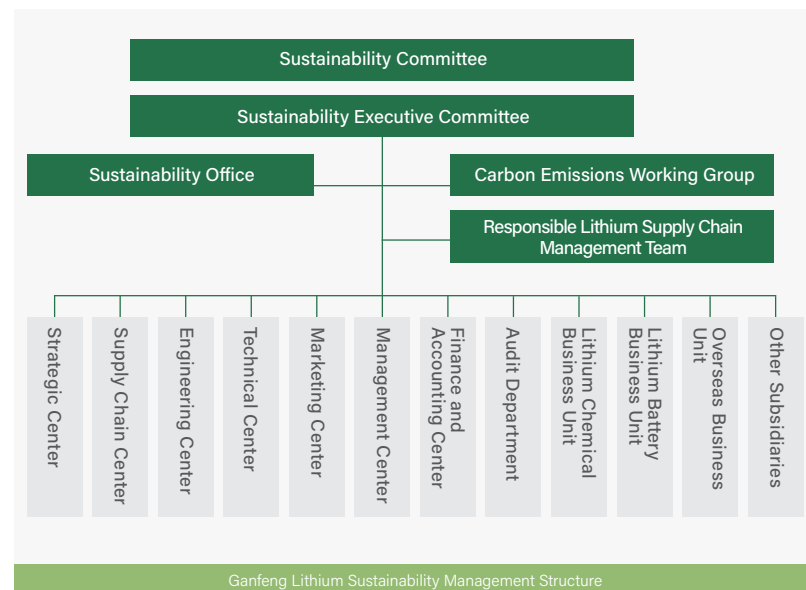 Sustainability Committee
Sustainability Executive Committee
Sustainability Office
Carbon Emissions Working Group
Responsible Lithium Supply Chain
Management Team
Strategic Center
Supply Chain Center
Engineering Center
Technical Center
Marketing Center
Management Center
Finance and
Accounting Center
Audit Department
Lithium Chemical
Business Unit
Lithium Battery
Business Unit
Overseas Business
Unit
Other Subsidiaries
Ganfeng Lithium Sustainability Management Structure